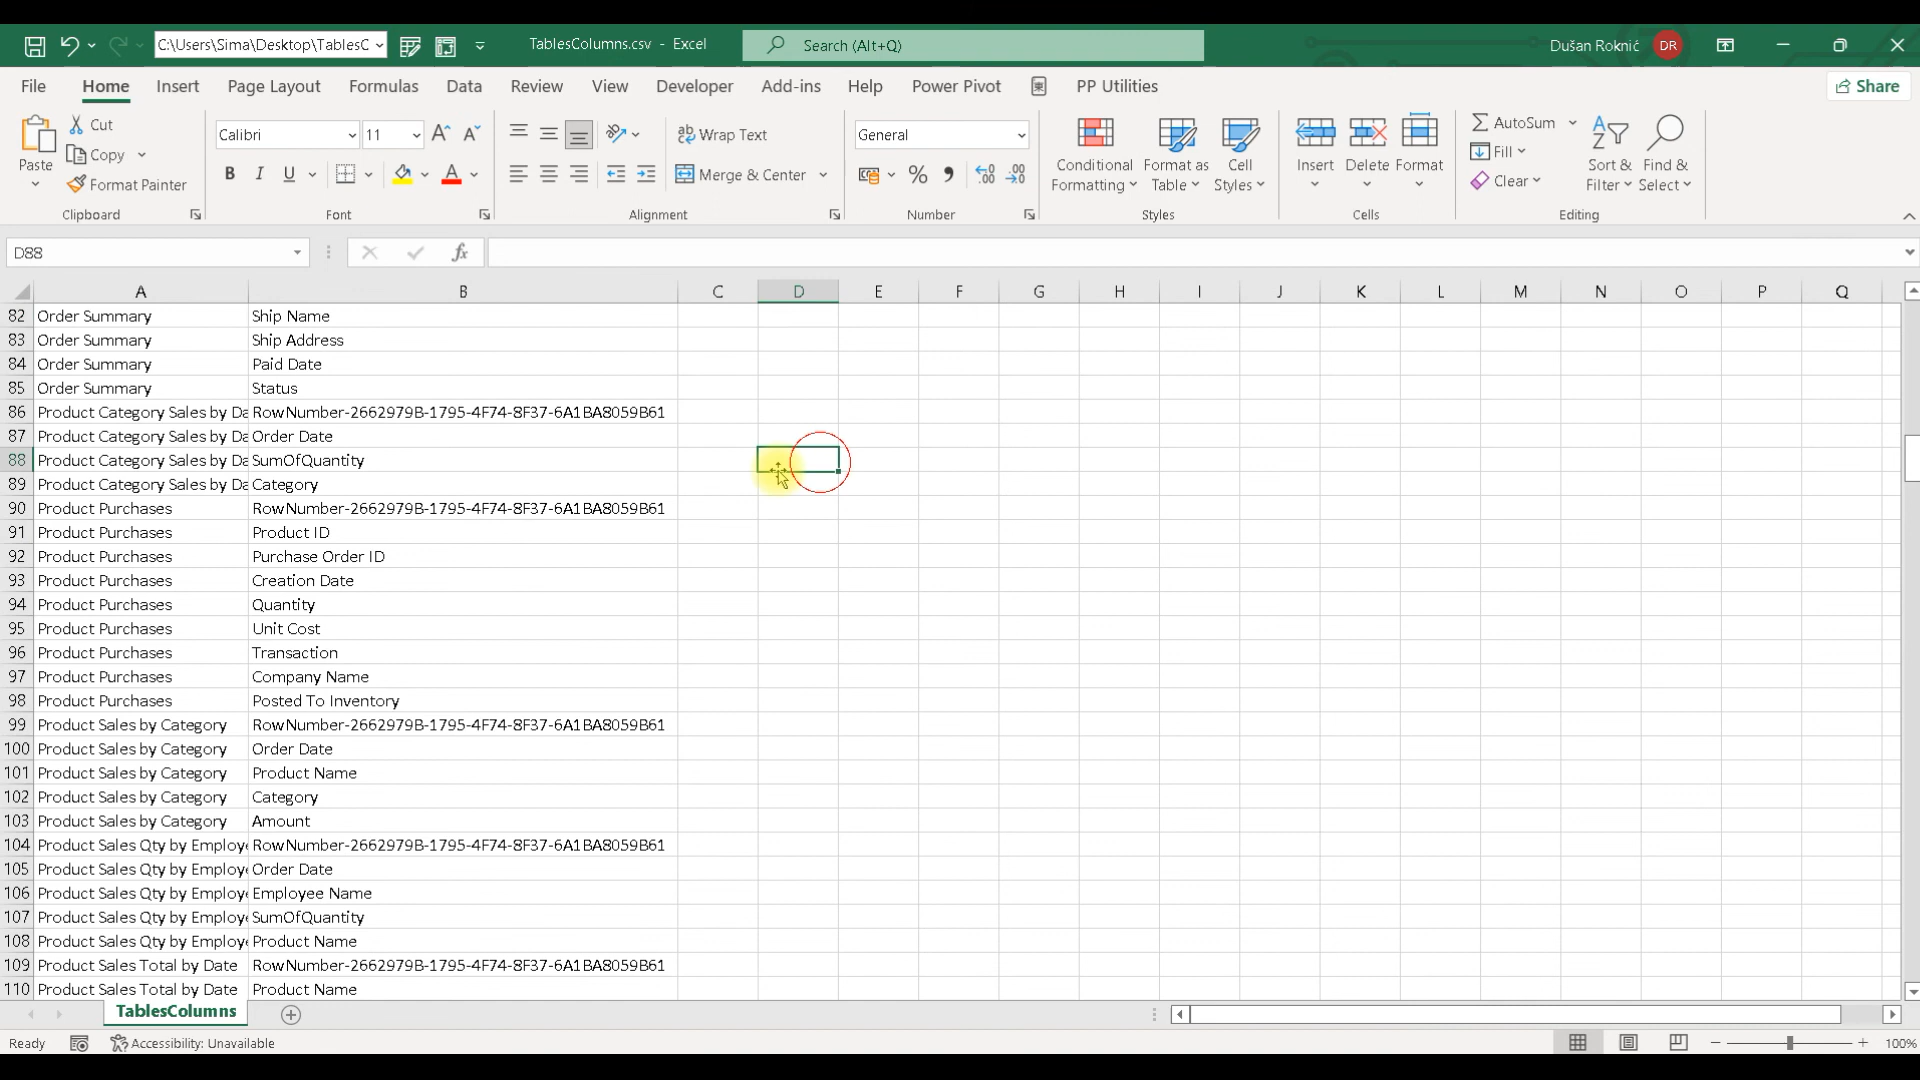 C:\Users\Sima\Desktop\TablesC
TablesColumns.csv - Excel
Search (Alt+Q)
Dušan Roknić
DR
File Home Insert Page Layout Formulas Data Review View Developer Add-ins Help Power Pivot PP Utilities
Share
Paste
Cut
Copy
Format Painter
Clipboard
Calibri
11
B I U
Font
Wrap Text
Merge & Center
Alignment
General
Number
Conditional Formatting
Format as Table
Cell Styles
Styles
Insert
Delete
Format
Cells
AutoSum
Fill
Clear
Sort & Filter
Find & Select
Editing
D88
fx
A B C D E F G H I J K L M N O P Q
82 Order Summary Ship Name
83 Order Summary Ship Address
84 Order Summary Paid Date
85 Order Summary Status
86 Product Category Sales by Da RowNumber-2662979B-1795-4F74-8F37-6A1BA8059B61
87 Product Category Sales by Da Order Date
88 Product Category Sales by Da SumOfQuantity
89 Product Category Sales by Da Category
90 Product Purchases RowNumber-2662979B-1795-4F74-8F37-6A1BA8059B61
91 Product Purchases Product ID
92 Product Purchases Purchase Order ID
93 Product Purchases Creation Date
94 Product Purchases Quantity
95 Product Purchases Unit Cost
96 Product Purchases Transaction
97 Product Purchases Company Name
98 Product Purchases Posted To Inventory
99 Product Sales by Category RowNumber-2662979B-1795-4F74-8F37-6A1BA8059B61
100 Product Sales by Category Order Date
101 Product Sales by Category Product Name
102 Product Sales by Category Category
103 Product Sales by Category Amount
104 Product Sales Qty by Employe RowNumber-2662979B-1795-4F74-8F37-6A1BA8059B61
105 Product Sales Qty by Employe Order Date
106 Product Sales Qty by Employe Employee Name
107 Product Sales Qty by Employe SumOfQuantity
108 Product Sales Qty by Employe Product Name
109 Product Sales Total by Date RowNumber-2662979B-1795-4F74-8F37-6A1BA8059B61
110 Product Sales Total by Date Product Name
TablesColumns
Ready
Accessibility: Unavailable
100%